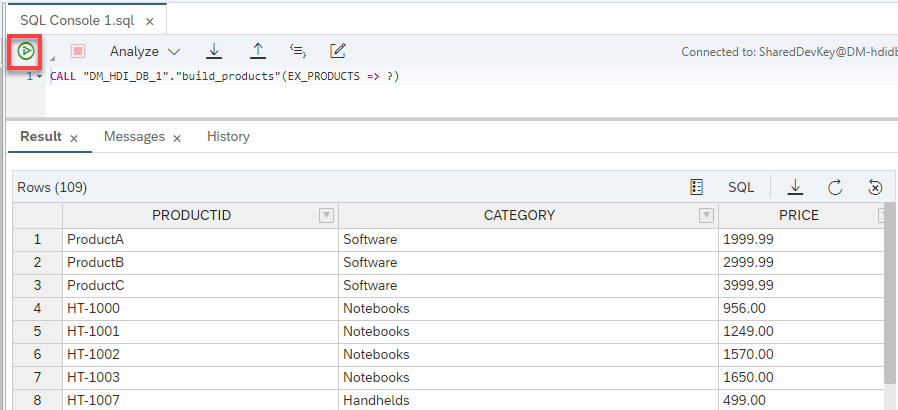 SQL Console 1.sql ×
Analyze
Connected to: SharedDevKey@DM-hdidb
1 CALL "DM_HDI_DB_1"."build_products"(EX_PRODUCTS => ?)
Result × Messages × History
Rows (109) SQL
PRODUCTID CATEGORY PRICE
1 ProductA Software 1999.99
2 ProductB Software 2999.99
3 ProductC Software 3999.99
4 HT-1000 Notebooks 956.00
5 HT-1001 Notebooks 1249.00
6 HT-1002 Notebooks 1570.00
7 HT-1003 Notebooks 1650.00
8 HT-1007 Handhelds 499.00